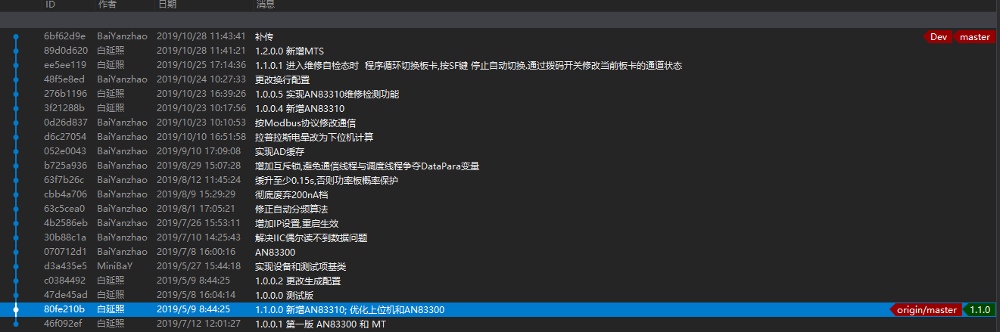 ID 作者 日期 消息
6bf62d9e BaiYanzhao 2019/10/28 11:43:41 补传 Dev master
89d0d620 白延照 2019/10/28 11:41:21 1.2.0.0 新增MTS
ee5ee119 白延照 2019/10/25 17:14:36 1.1.0.1 进入维修自检态时 程序循环切换板卡,按SF键 停止自动切换.通过拨码开关修改当前板卡的通道状态
48f5e8ed BaiYanzhao 2019/10/24 10:27:33 更改换行配置
276b1196 白延照 2019/10/23 16:39:26 1.0.0.5 实现AN83310维修检测功能
3f21288b 白延照 2019/10/23 10:17:56 1.0.0.4 新增AN83310
0d26d837 BaiYanzhao 2019/10/23 10:10:53 按Modbus协议修改通信
d6c27054 BaiYanzhao 2019/10/10 16:51:58 拉普拉斯电晕改为下位机计算
052e0043 BaiYanzhao 2019/9/10 17:09:08 实现AD缓存
b725a936 BaiYanzhao 2019/8/29 15:07:28 增加互斥锁,避免通信线程与调度线程争夺DataPara变量
63f7b26c BaiYanzhao 2019/8/12 11:45:24 缓升至少0.15s,否则功率板概率保护
cbb4a706 BaiYanzhao 2019/8/9 15:29:29 彻底废弃200nA档
63c5cea0 BaiYanzhao 2019/8/1 17:05:21 修正自动分频算法
4b2586eb BaiYanzhao 2019/7/26 15:53:11 增加IP设置,重启生效
30b88c1a BaiYanzhao 2019/7/10 14:25:43 解决IIC偶尔读不到数据问题
070712d1 BaiYanzhao 2019/7/8 16:00:16 AN83300
d3a435e5 MiniBaY 2019/5/27 15:44:18 实现设备和测试项基类
c0384492 白延照 2019/5/9 8:44:25 1.0.0.2 更改生成配置
47de45ad 白延照 2019/5/8 16:04:14 1.0.0.0 测试版
80fe210b 白延照 2019/5/9 8:44:25 1.1.0.0 新增AN83310; 优化上位机和AN83300 origin/master 1.1.0
46f092ef 白延照 2019/7/12 12:01:27 1.0.0.1 第一版 AN83300 和 MT